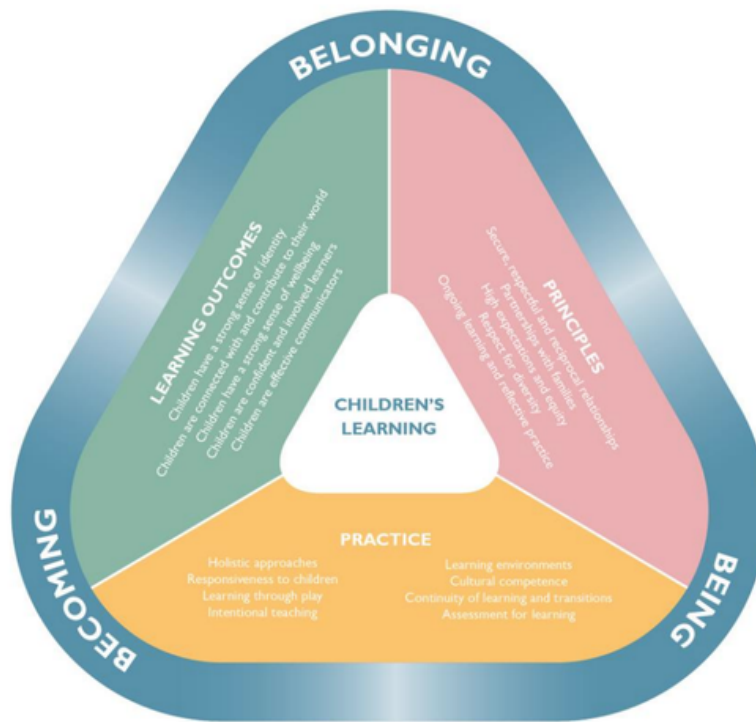 BELONGING
LEARNING OUTCOMES
Children have a strong sense of identity
Children are connected with and contribute to their world
Children have a strong sense of wellbeing
Children are confident and involved learners
Children are effective communicators
PRINCIPLES
Secure, respectful and reciprocal relationships
Partnerships with families
High expectations and equity
Respect for diversity
Ongoing learning and reflective practice
CHILDREN'S
LEARNING
PRACTICE
Holistic approaches
Responsiveness to children
Learning through play
Intentional teaching
Learning environments
Cultural competence
Continuity of learning and transitions
Assessment for learning
BECOMING
BEING